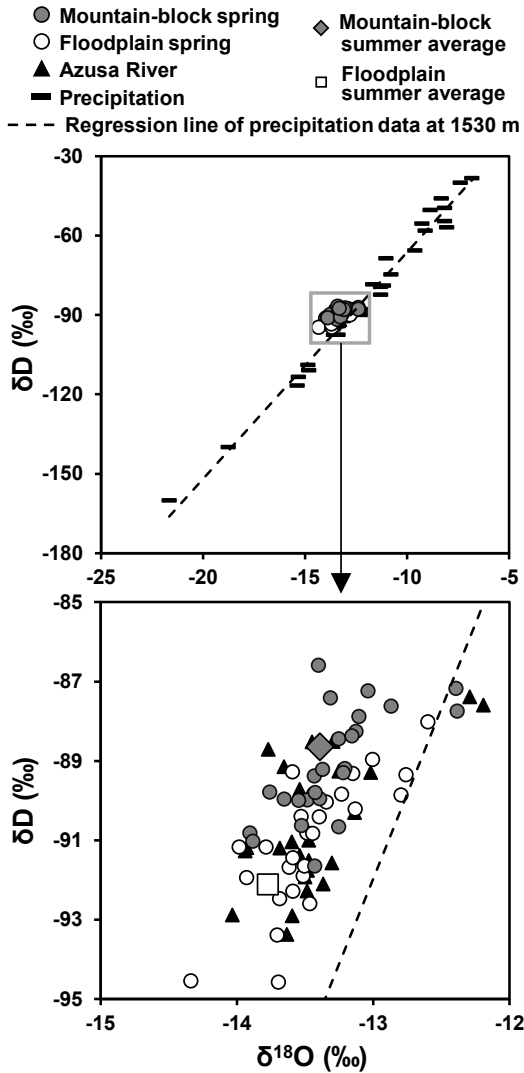 Mountain-block spring
Floodplain spring
Azusa River
Precipitation
Mountain-block
summer average
Floodplain
summer average
Regression line of precipitation data at 1530 m
-30
-60
-90
-120
-150
-180
δD (‰)
-25
-20
-15
-10
-5
-85
-87
-89
-91
-93
-95
δD (‰)
-15
-14
-13
-12
δ¹⁸O (‰)